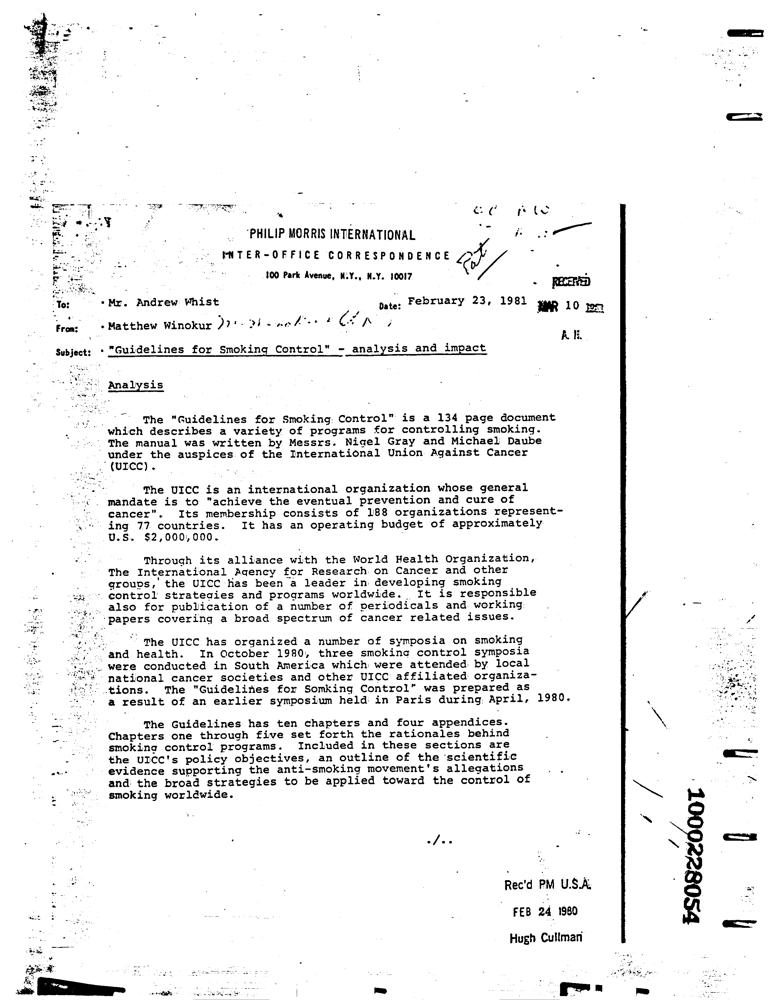 PHILIP MORRIS INTERNATIONAL
INTER-OFFICE CORRESPONDENCE
Pat
100 Park Avenue, N.Y., N.Y. 10017
RECEIVED
To: Mr. Andrew Whist
Date: February 23, 1981
MAR 10 1981
From: Matthew Winokur
A. H.
Subject: "Guidelines for Smoking Control" - analysis and impact
Analysis
The "Guidelines for Smoking Control" is a 134 page document
which describes a variety of programs for controlling smoking.
The manual was written by Messrs. Nigel Gray and Michael Daube
under the auspices of the International Union Against Cancer
(UICC).
The UICC is an international organization whose general
mandate is to "achieve the eventual prevention and cure of
cancer". Its membership consists of 188 organizations represent-
ing 77 countries. It has an operating budget of approximately
U.S. $2,000,000.
Through its alliance with the World Health Organization,
The International Agency for Research on Cancer and other
groups, the UICC has been a leader in developing smoking
control strategies and programs worldwide. It is responsible
also for publication of a number of periodicals and working
papers covering a broad spectrum of cancer related issues.
The UICC has organized a number of symposia on smoking
and health. In October 1980, three smoking control symposia
were conducted in South America which were attended by local
national cancer societies and other UICC affiliated organiza-
tions. The "Guidelines for Somking Control" was prepared as
a result of an earlier symposium held in Paris during April, 1980.
The Guidelines has ten chapters and four appendices.
Chapters one through five set forth the rationales behind
smoking control programs. Included in these sections are
the UICC's policy objectives, an outline of the scientific
evidence supporting the anti-smoking movement's allegations
and the broad strategies to be applied toward the control of
smoking worldwide.
./..
Rec'd PM U.S.A.
FEB 24 1980
Hugh Cullman
1000228054